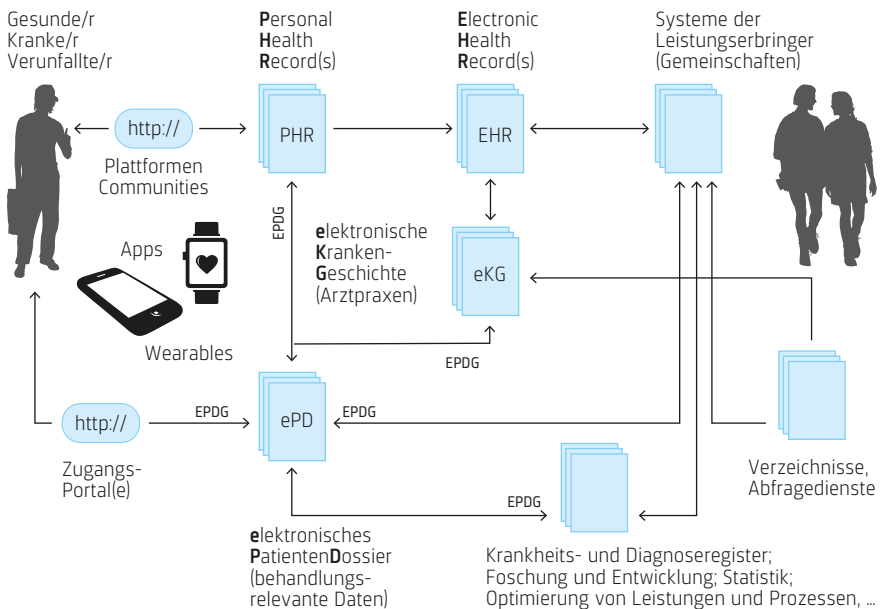 Gesunde/r
Kranke/r
Verunfallte/r
Personal
Health
Record(s)
Electronic
Health
Record(s)
Systeme der
Leistungserbringer
(Gemeinschaften)
http://
PHR
EHR
Plattformen
Communities
EPDG
elektronische
Kranken-
Geschichte
(Arztpraxen)
eKG
Apps
Wearables
EPDG
http://
EPDG
ePD
EPDG
Zugangs-
Portal(e)
EPDG
Verzeichnisse,
Abfragedienste
elektronisches
PatientenDossier
(behandlungs-
relevante Daten)
Krankheits- und Diagnoseregister;
Foschung und Entwicklung; Statistik;
Optimierung von Leistungen und Prozessen, ...